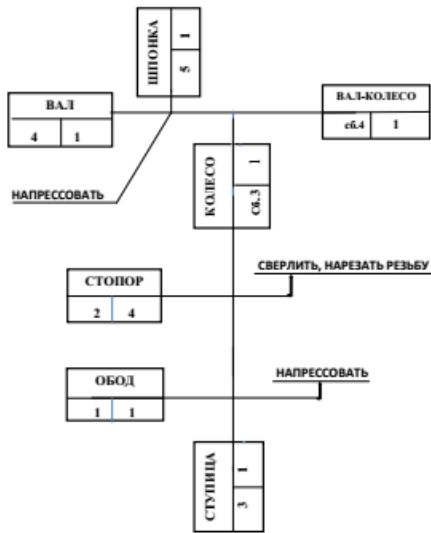 ШПОНКА
5 1
ВАЛ
4 1
ВАЛ-КОЛЕСО
сб.4 1
НАПРЕССОВАТЬ
КОЛЕСО
Сб.3 1
СВЕРЛИТЬ, НАРЕЗАТЬ РЕЗЬБУ
СТОПОР
2 4
НАПРЕССОВАТЬ
ОБОД
1 1
СТУПИЦА
3 1